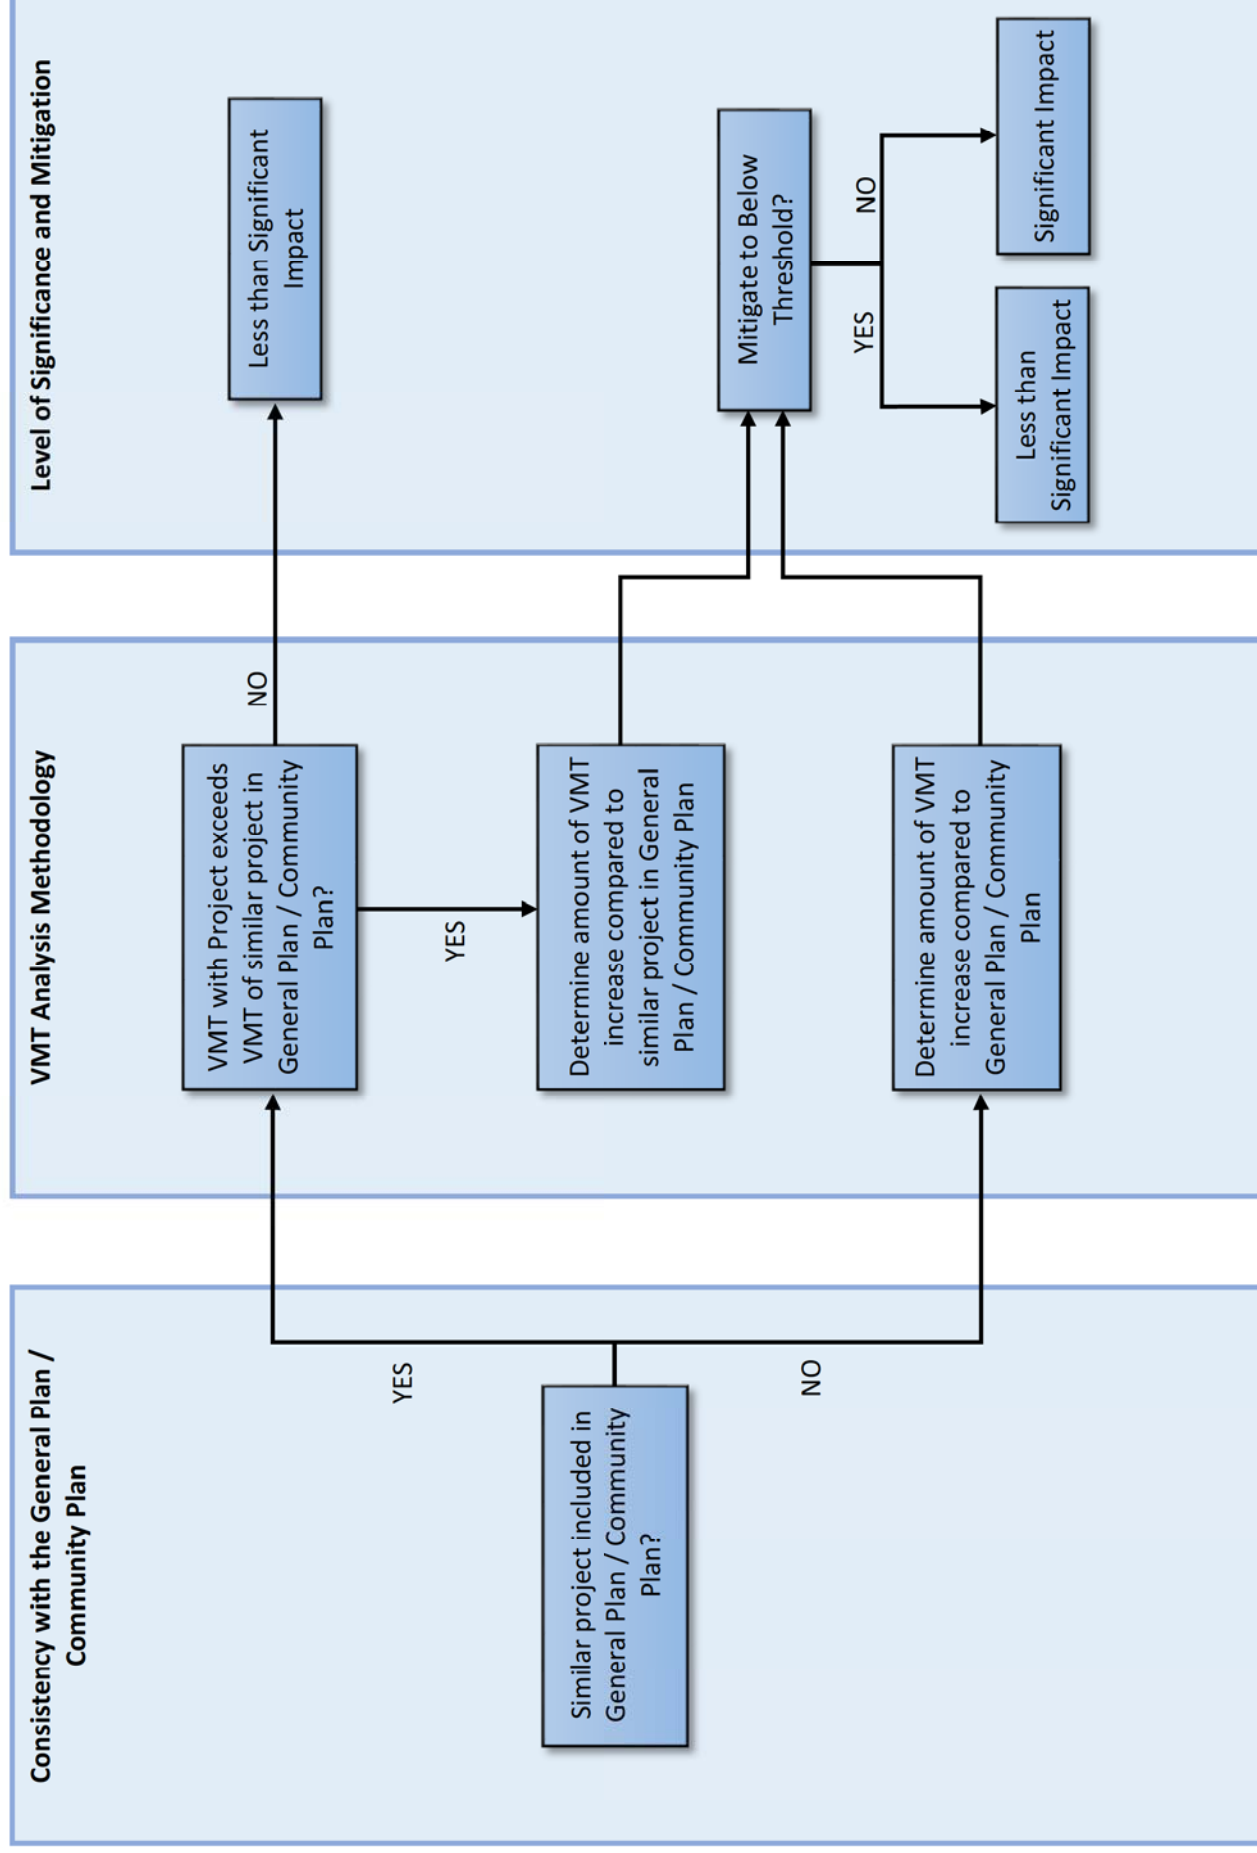 Consistency with the General Plan /
Community Plan
Similar project included in
General Plan / Community
Plan?
YES
NO
VMT Analysis Methodology
VMT with Project exceeds
VMT of similar project in
General Plan / Community
Plan?
NO
YES
Determine amount of VMT
increase compared to
similar project in General
Plan / Community Plan
Determine amount of VMT
increase compared to
General Plan / Community
Plan
Level of Significance and Mitigation
Less than Significant
Impact
Mitigate to Below
Threshold?
YES
NO
Less than
Significant Impact
Significant Impact